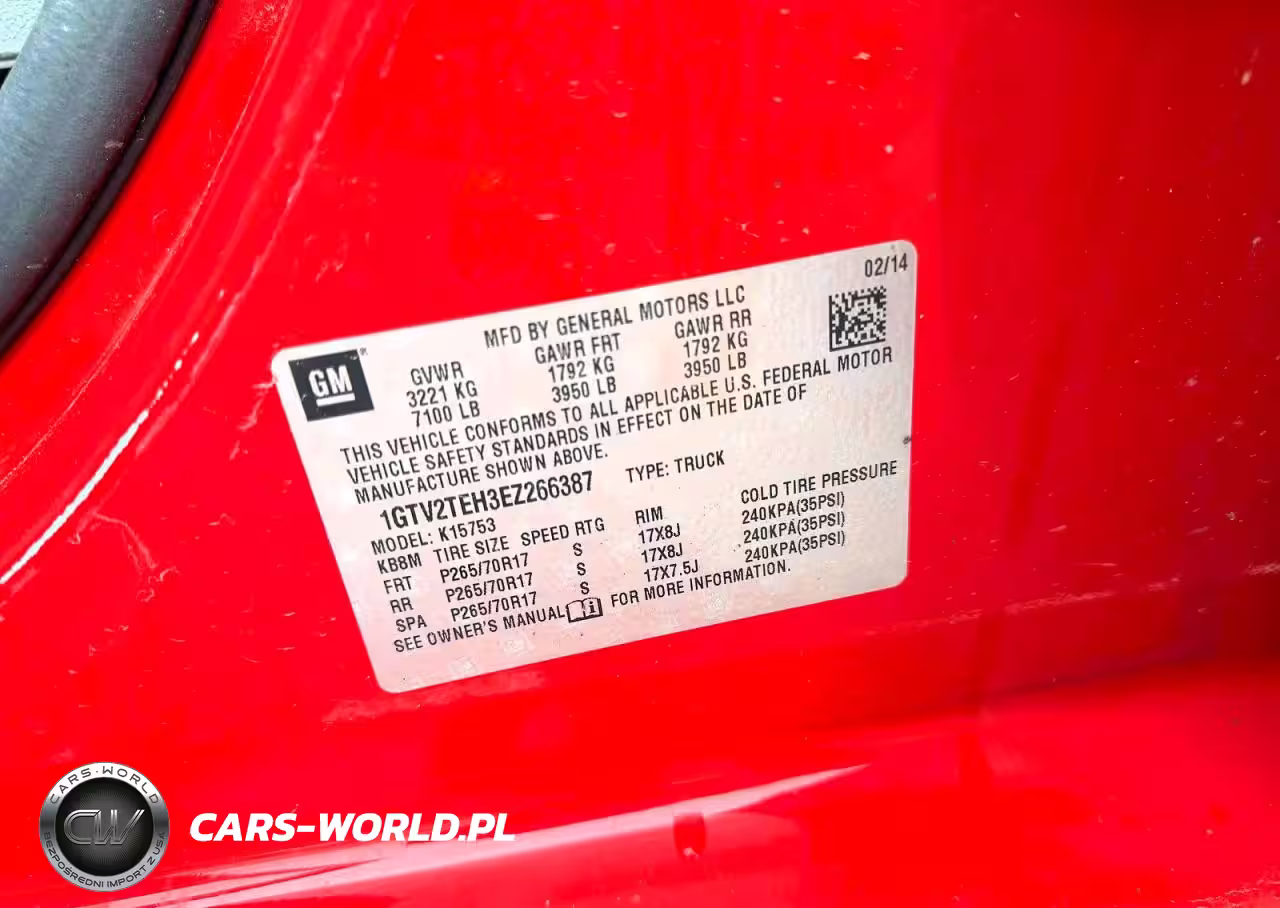 02/14
MFD BY GENERAL MOTORS LLC
GM
GVWR GAWR FRT GAWR RR
3221 KG 1792 KG 1792 KG
7100 LB 3950 LB 3950 LB
THIS VEHICLE CONFORMS TO ALL APPLICABLE U.S. FEDERAL MOTOR
VEHICLE SAFETY STANDARDS IN EFFECT ON THE DATE OF
MANUFACTURE SHOWN ABOVE.
1GTV2TEH3EZ266387 TYPE: TRUCK
MODEL: K15753
KB8M TIRE SIZE SPEED RTG RIM COLD TIRE PRESSURE
FRT P265/70R17 S 17X8J 240KPA(35PSI)
RR P265/70R17 S 17X8J 240KPA(35PSI)
SPA P265/70R17 S 17X7.5J 240KPA(35PSI)
SEE OWNER'S MANUAL FOR MORE INFORMATION.
CARS-WORLD
CW
BEZPOŚREDNI IMPORT Z USA
CARS-WORLD.PL